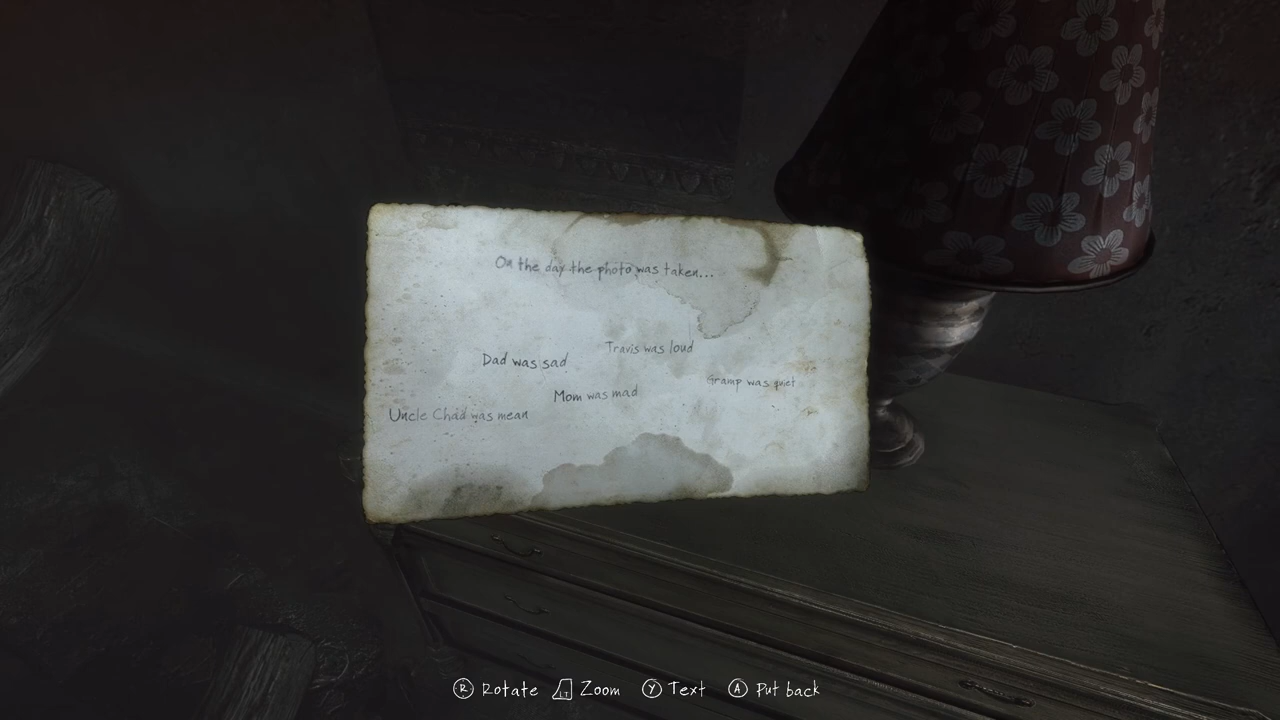 On the day the photo was taken...
Travis was loud
Dad was sad
Gramp was quiet
Mom was mad
Uncle Chad was mean
R Rotate LT Zoom Y Text A Put back